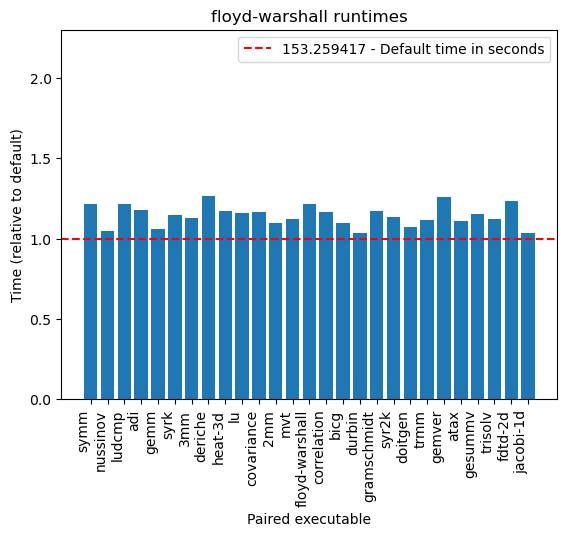 floyd-warshall runtimes
153.259417 - Default time in seconds
Time (relative to default)
2.0
1.5
1.0
0.5
0.0
symm
nussinov
ludcmp
adi
gemm
syrk
3mm
deriche
heat-3d
lu
covariance
2mm
mvt
floyd-warshall
correlation
bicg
durbin
gramschmidt
syr2k
doitgen
trmm
gemver
atax
gesummv
trisolv
fdtd-2d
jacobi-1d
Paired executable